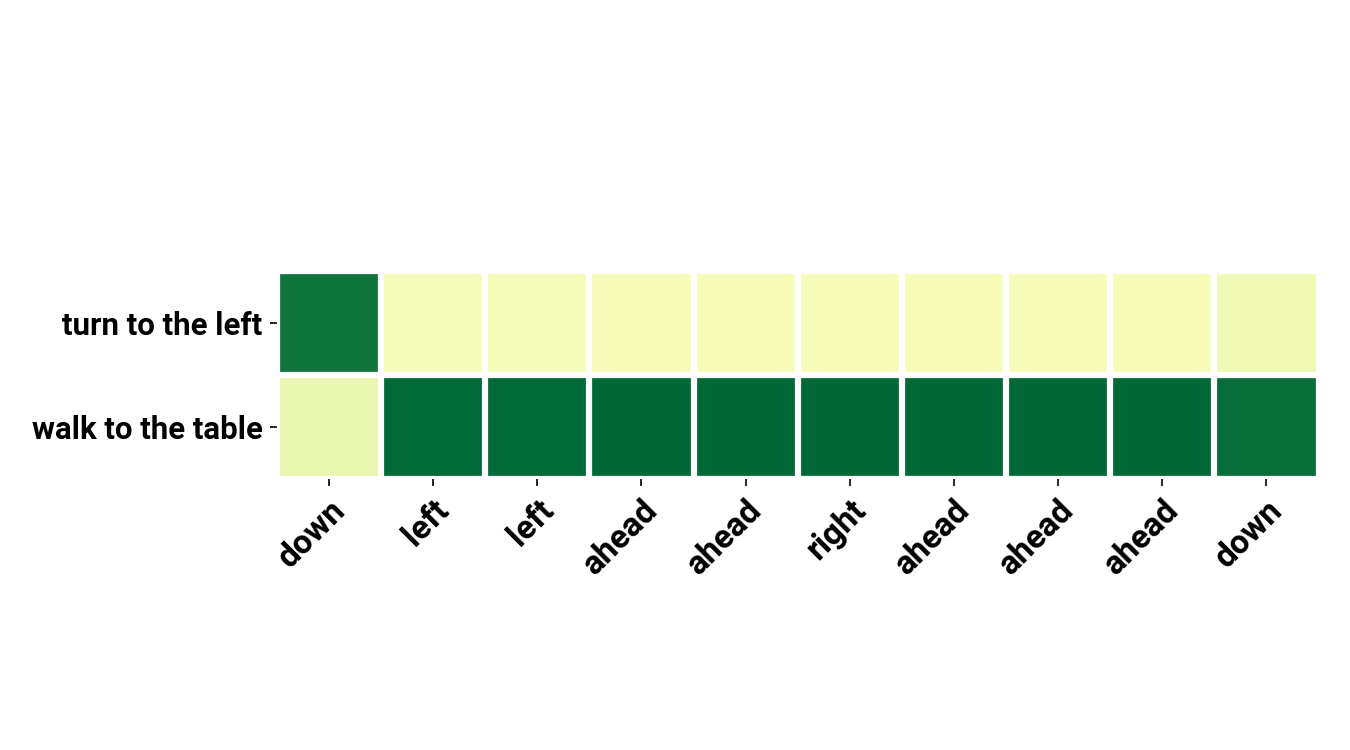 turn to the left
walk to the table
down
left
left
ahead
ahead
right
ahead
ahead
ahead
down